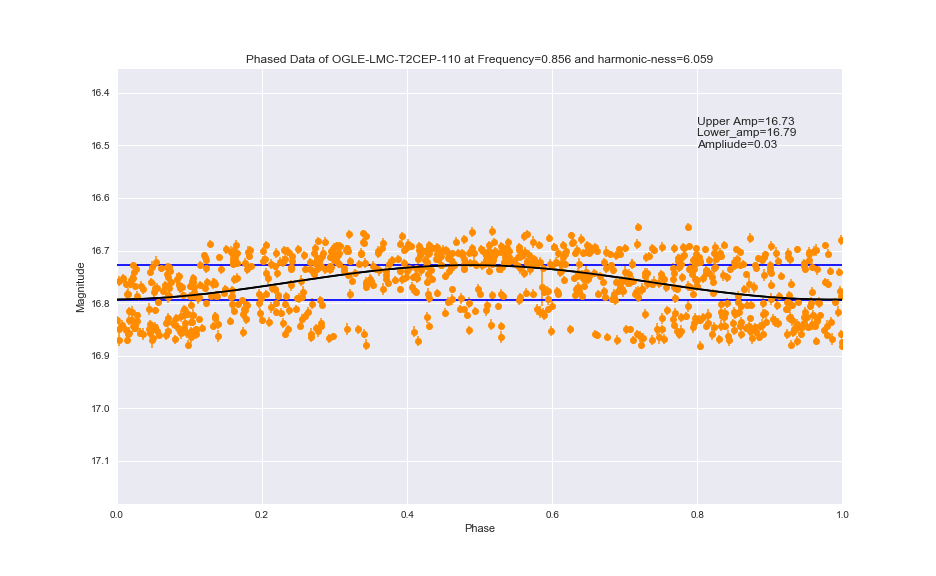 Phased Data of OGLE-LMC-T2CEP-110 at Frequency=0.856 and harmonic-ness=6.059
16.4
Upper Amp=16.73
Lower_amp=16.79
Ampliude=0.03
16.5
16.6
16.7
Magnitude
16.8
16.9
17.0
17.1
0.0 0.2 0.4 0.6 0.8 1.0
Phase